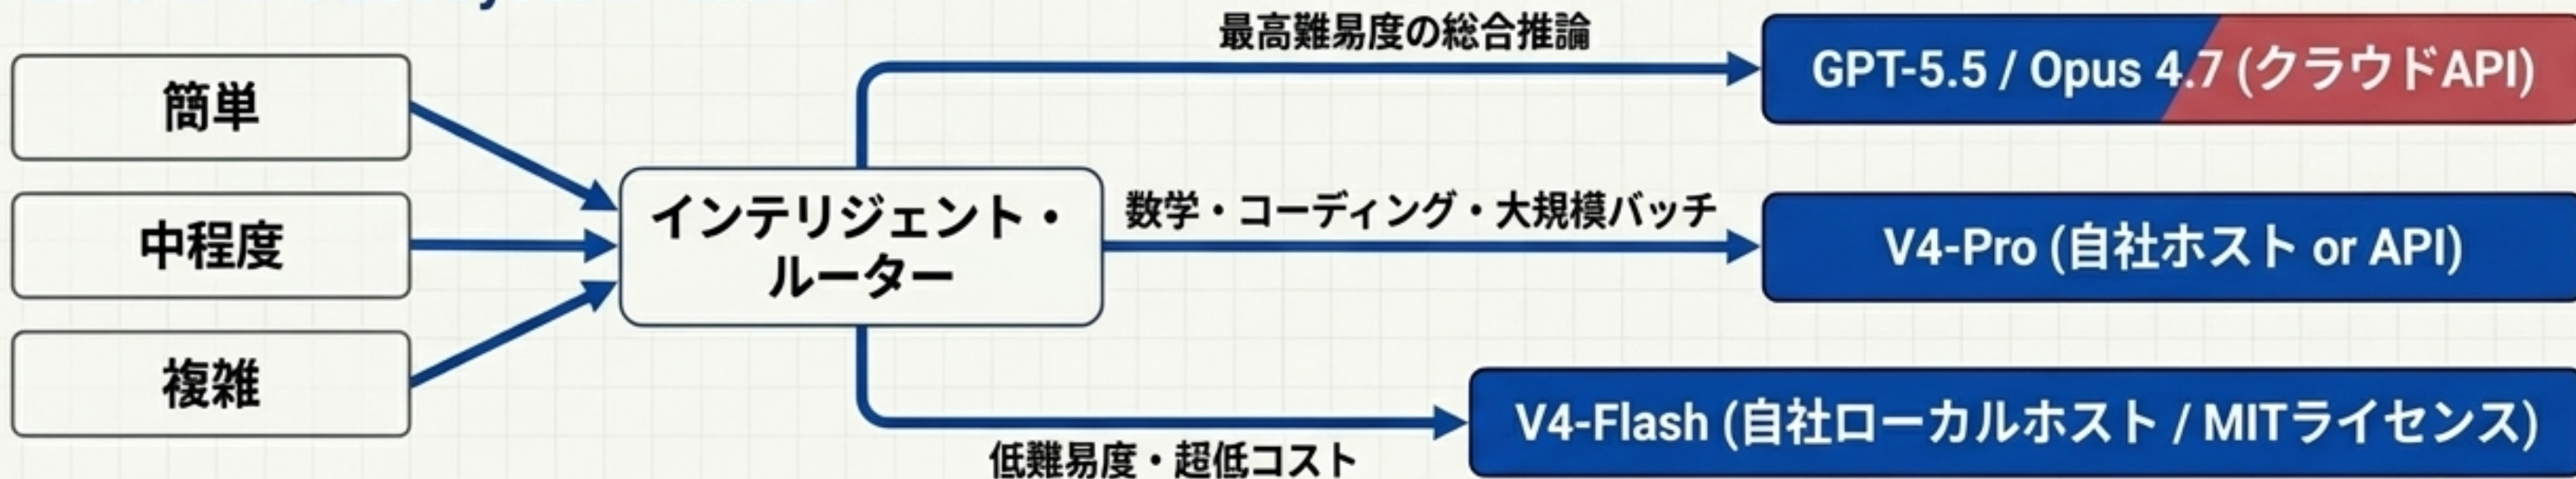 簡単
中程度
複雑
インテリジェント・
ルーター
最高難易度の総合推論
GPT-5.5 / Opus 4.7 (クラウドAPI)
数学・コーディング・大規模バッチ
V4-Pro (自社ホスト or API)
低難易度・超低コスト
V4-Flash (自社ローカルホスト / MITライセンス)